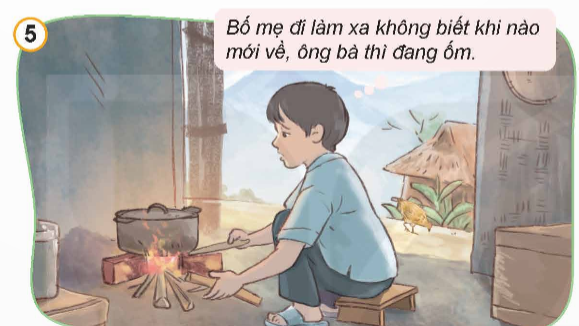 5
Bố mẹ đi làm xa không biết khi nào
mới về, ông bà thì đang ốm.